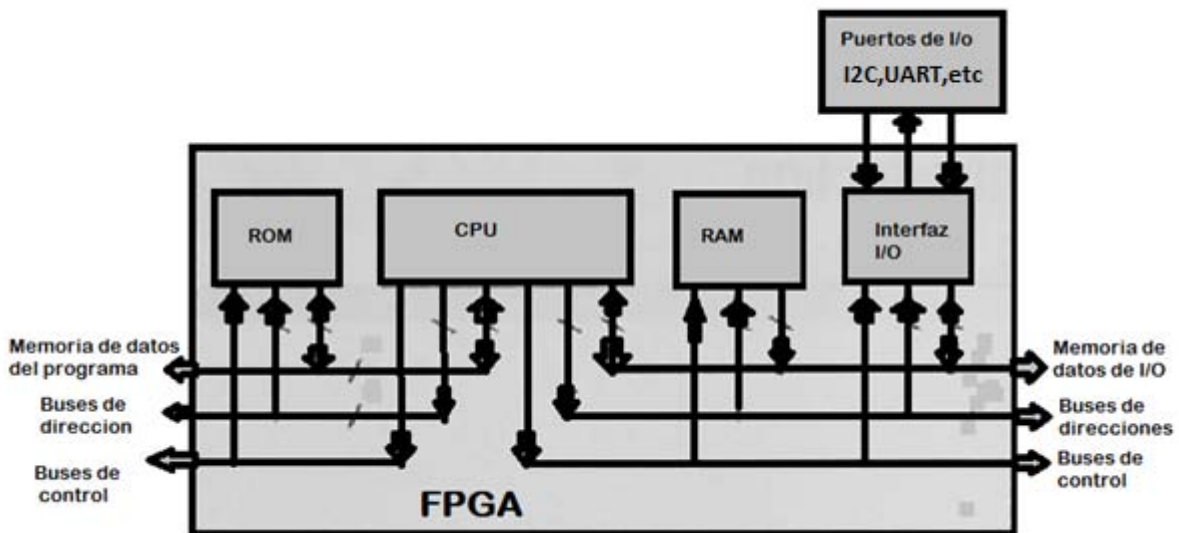 Puertos de I/o
I2C,UART,etc
ROM
CPU
RAM
Interfaz
I/O
Memoria de datos
del programa
Buses de
direccion
Buses de
control
Memoria de
datos de I/O
Buses de
direcciones
Buses de
control
FPGA